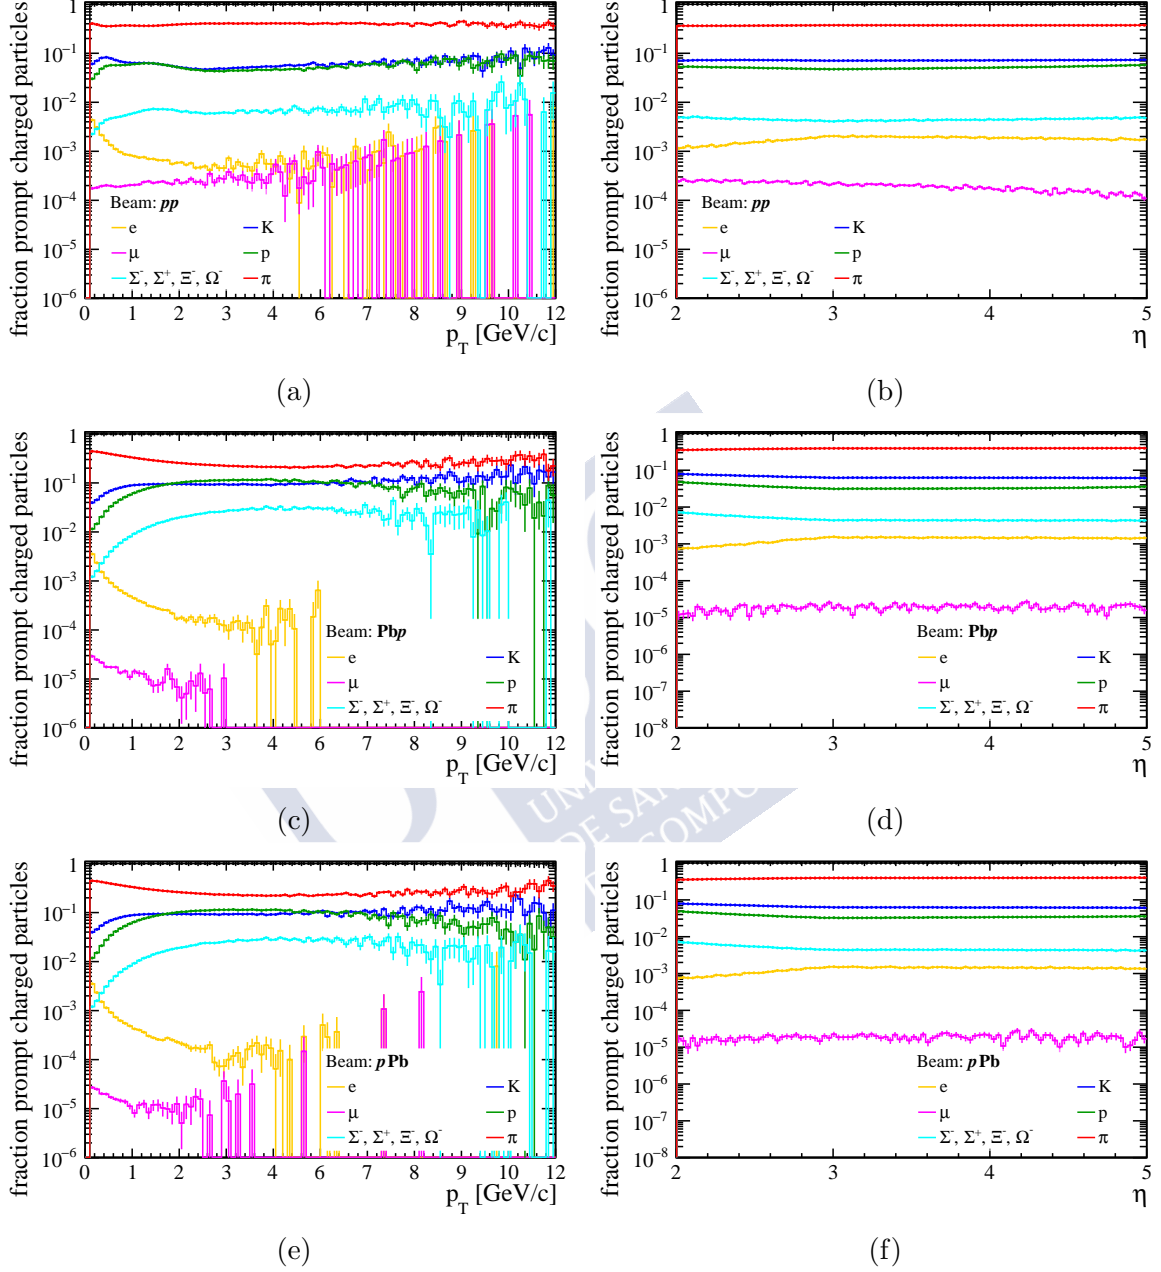 fraction prompt charged particles
1
10⁻¹
10⁻²
10⁻³
10⁻⁴
10⁻⁵
10⁻⁶
Beam: pp
e
K
μ
p
Σ⁻, Σ⁺, Ξ⁻, Ω⁻
π
0 1 2 3 4 5 6 7 8 9 10 11 12
p_T [GeV/c]
(a)
fraction prompt charged particles
1
10⁻¹
10⁻²
10⁻³
10⁻⁴
10⁻⁵
10⁻⁶
Beam: pp
e
K
μ
p
Σ⁻, Σ⁺, Ξ⁻, Ω⁻
π
2 3 4 5
η
(b)
fraction prompt charged particles
1
10⁻¹
10⁻²
10⁻³
10⁻⁴
10⁻⁵
10⁻⁶
Beam: Pbp
e
K
μ
p
Σ⁻, Σ⁺, Ξ⁻, Ω⁻
π
0 1 2 3 4 5 6 7 8 9 10 11 12
p_T [GeV/c]
(c)
fraction prompt charged particles
1
10⁻¹
10⁻²
10⁻³
10⁻⁴
10⁻⁵
10⁻⁶
10⁻⁷
10⁻⁸
Beam: Pbp
e
K
μ
p
Σ⁻, Σ⁺, Ξ⁻, Ω⁻
π
2 3 4 5
η
(d)
fraction prompt charged particles
1
10⁻¹
10⁻²
10⁻³
10⁻⁴
10⁻⁵
10⁻⁶
Beam: pPb
e
K
μ
p
Σ⁻, Σ⁺, Ξ⁻, Ω⁻
π
0 1 2 3 4 5 6 7 8 9 10 11 12
p_T [GeV/c]
(e)
fraction prompt charged particles
1
10⁻¹
10⁻²
10⁻³
10⁻⁴
10⁻⁵
10⁻⁶
10⁻⁷
10⁻⁸
Beam: pPb
e
K
μ
p
Σ⁻, Σ⁺, Ξ⁻, Ω⁻
π
2 3 4 5
η
(f)